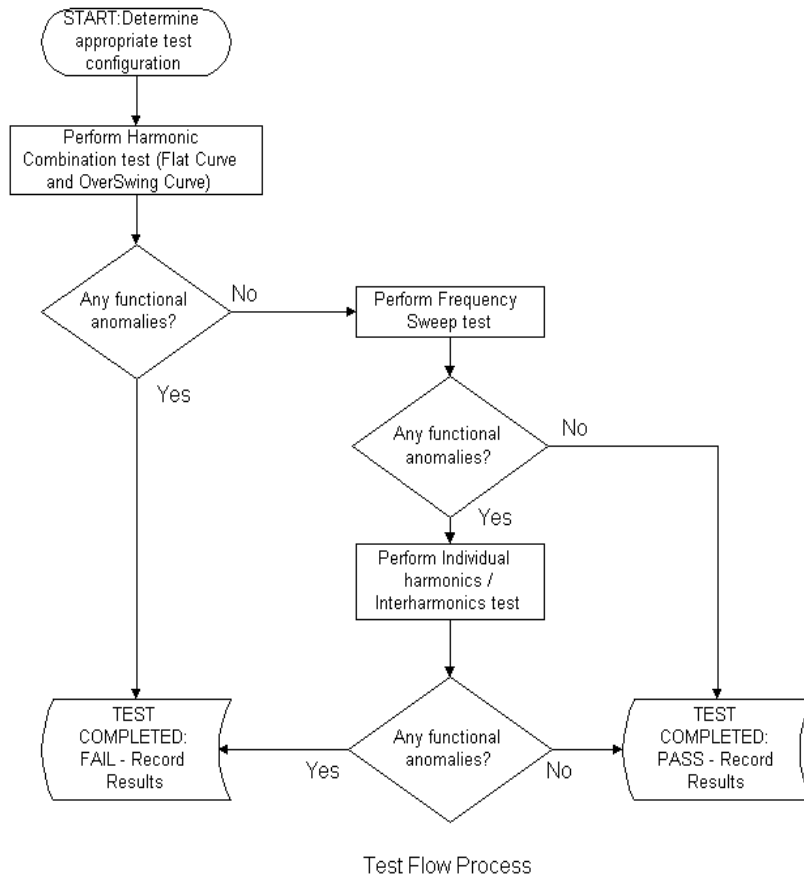 START:Determine
appropriate test
configuration
Perform Harmonic
Combination test (Flat Curve
and OverSwing Curve)
Any functional
anomalies?
No
Yes
Perform Frequency
Sweep test
Any functional
anomalies?
No
Yes
Perform Individual
harmonics /
Interharmonics test
Any functional
anomalies?
Yes
No
TEST
COMPLETED:
FAIL - Record
Results
TEST
COMPLETED:
PASS - Record
Results
Test Flow Process